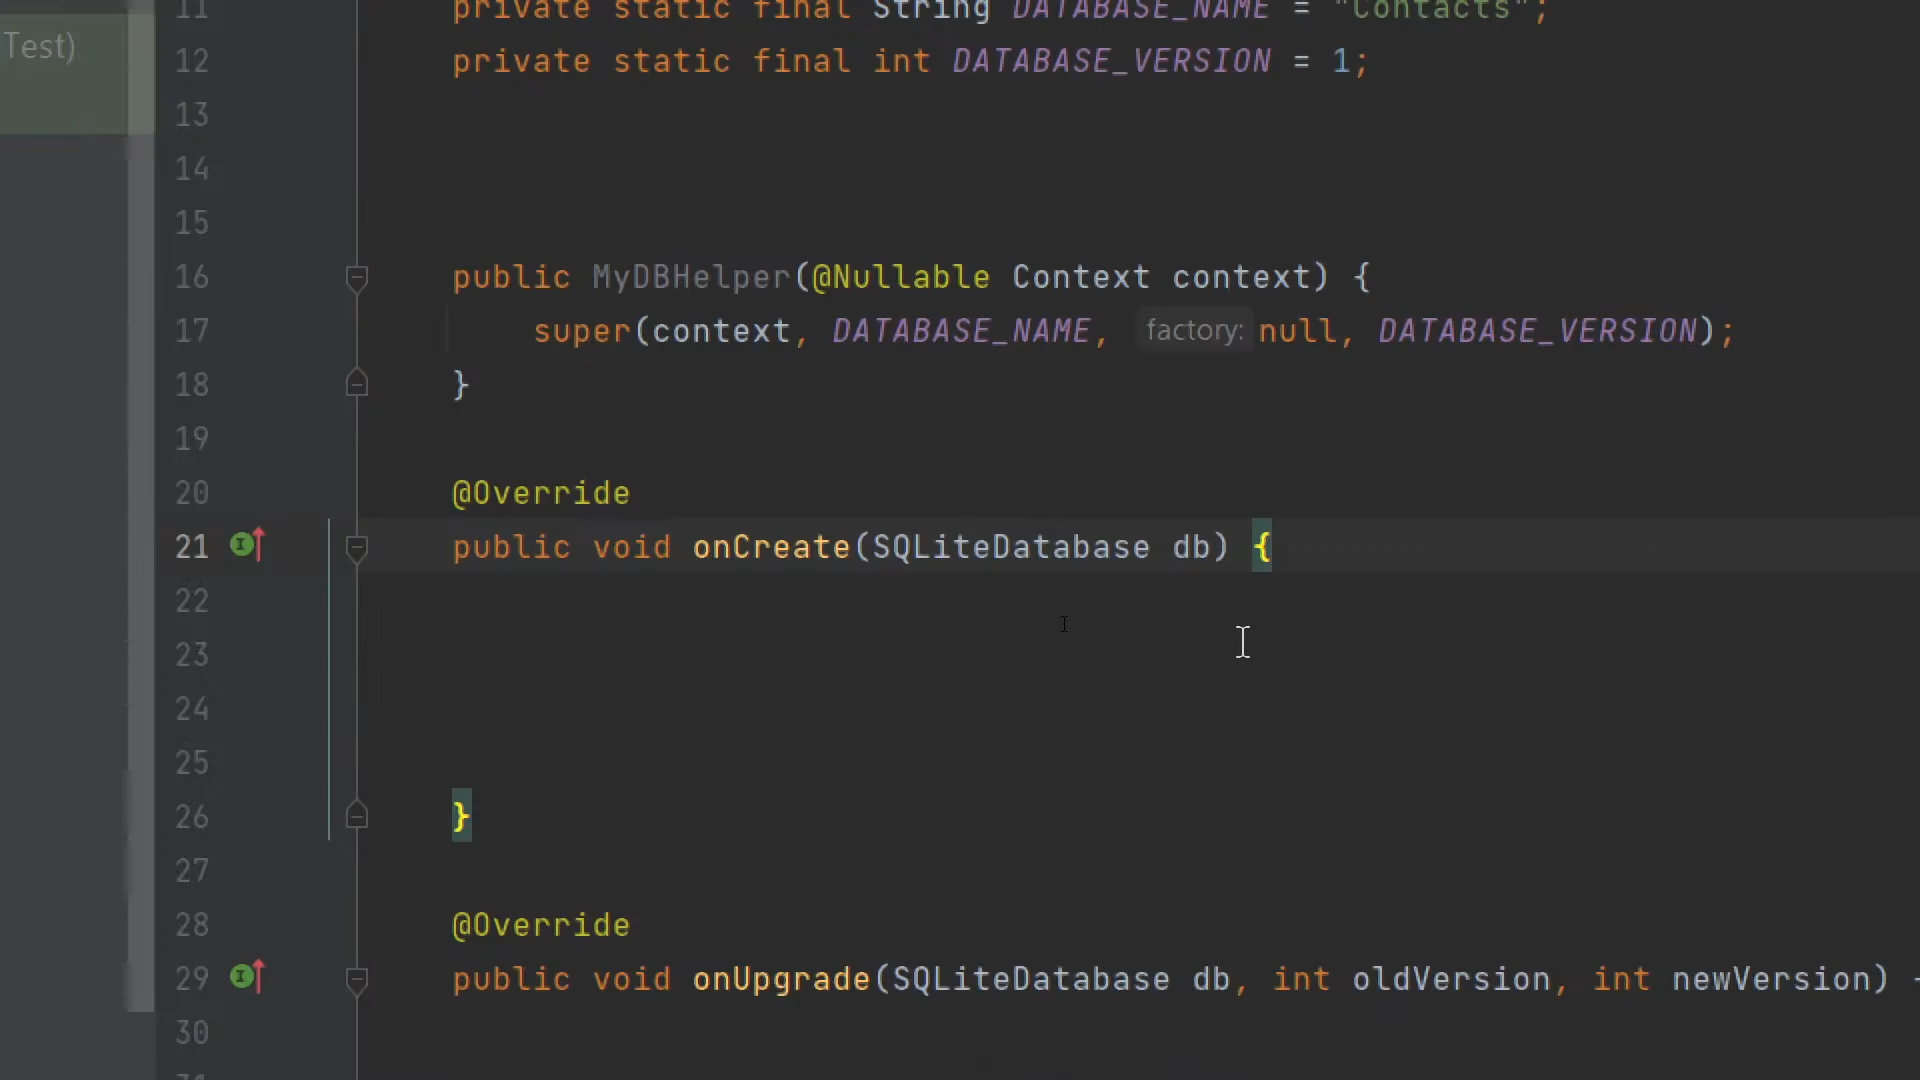 11 private static final String DATABASE_NAME = "Contacts";
Test)
12 private static final int DATABASE_VERSION = 1;
13
14
15
16 public MyDBHelper(@Nullable Context context) {
17 super(context, DATABASE_NAME, factory: null, DATABASE_VERSION);
18 }
19
20 @Override
21 public void onCreate(SQLiteDatabase db) {
22
23
24
25
26 }
27
28 @Override
29 public void onUpgrade(SQLiteDatabase db, int oldVersion, int newVersion)
30